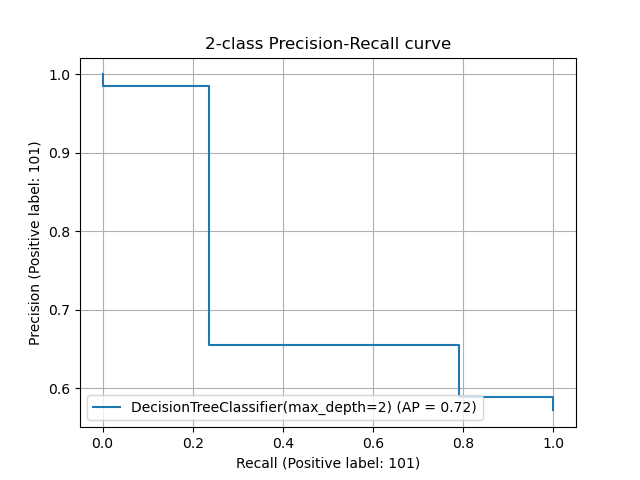 2-class Precision-Recall curve
1.0
0.9
0.8
0.7
0.6
Precision (Positive label: 101)
DecisionTreeClassifier(max_depth=2) (AP = 0.72)
0.0 0.2 0.4 0.6 0.8 1.0
Recall (Positive label: 101)